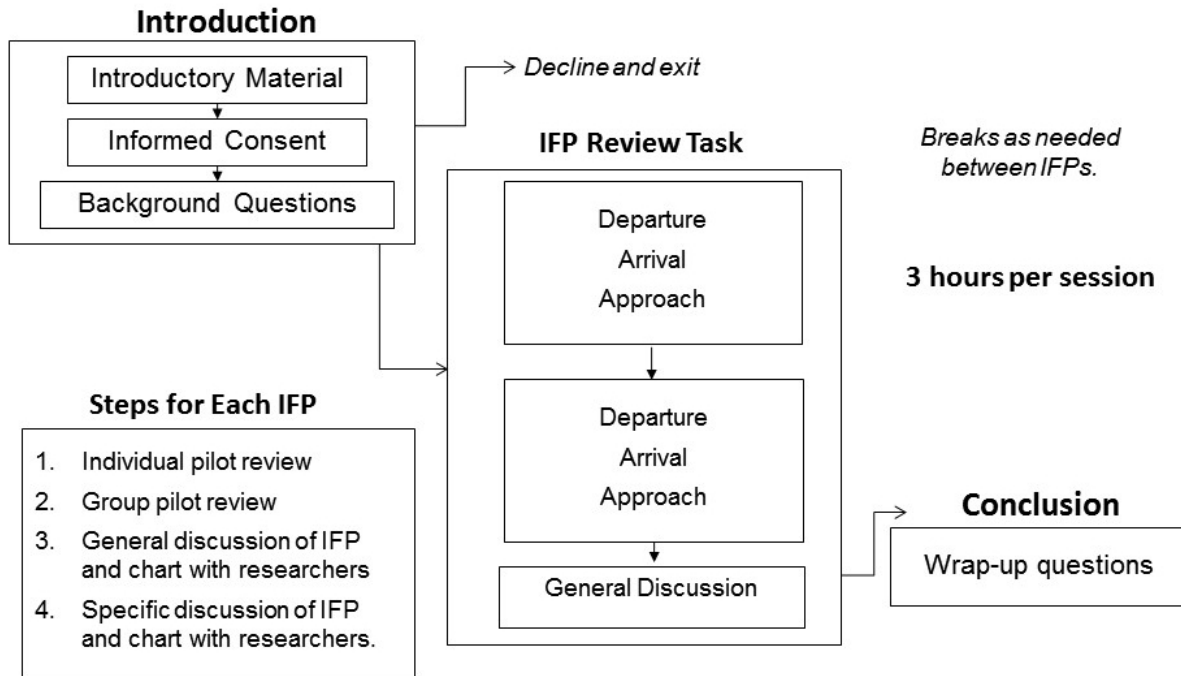 Introduction
Introductory Material
Informed Consent
Background Questions
Decline and exit
IFP Review Task
Departure
Arrival
Approach
Departure
Arrival
Approach
General Discussion
Breaks as needed
between IFPs.
3 hours per session
Steps for Each IFP
1. Individual pilot review
2. Group pilot review
3. General discussion of IFP
and chart with researchers
4. Specific discussion of IFP
and chart with researchers.
Conclusion
Wrap-up questions